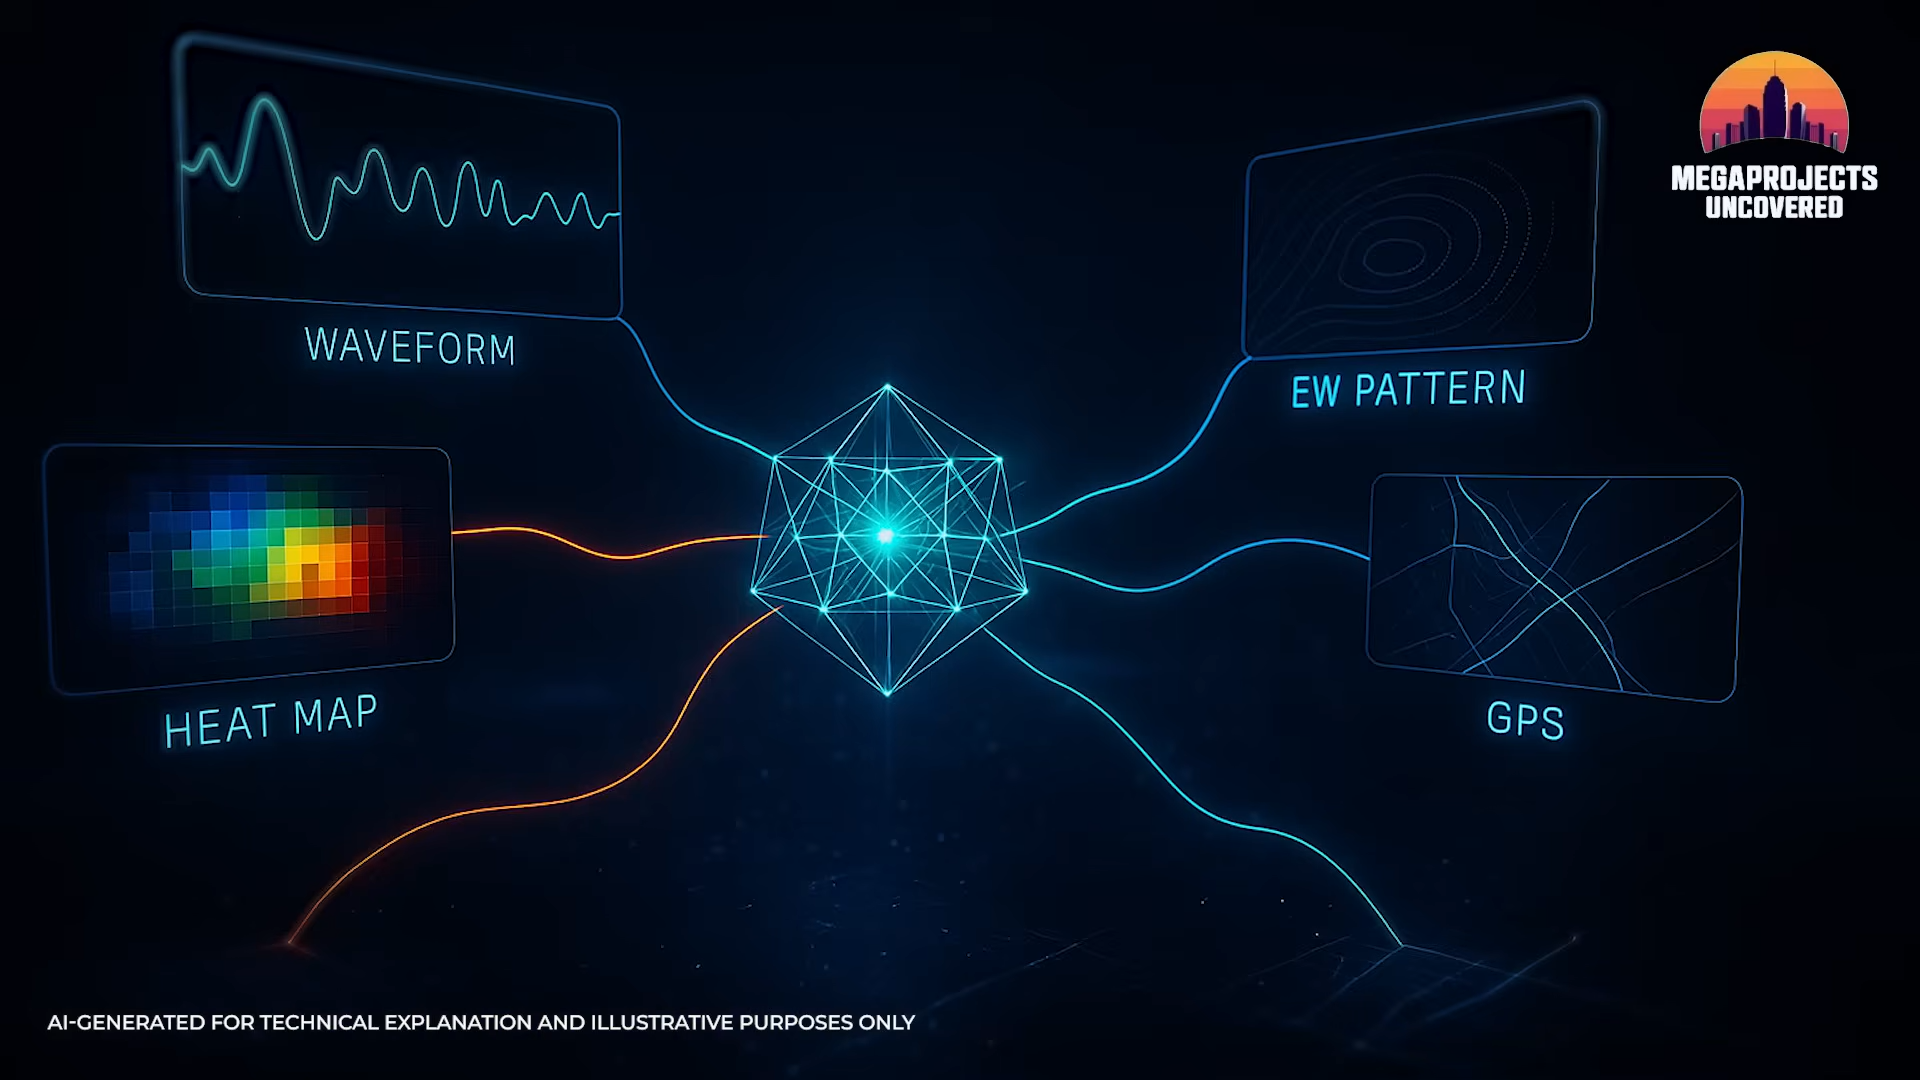 MEGAPROJECTS
UNCOVERED
WAVEFORM
EW PATTERN
HEAT MAP
GPS
AI-GENERATED FOR TECHNICAL EXPLANATION AND ILLUSTRATIVE PURPOSES ONLY